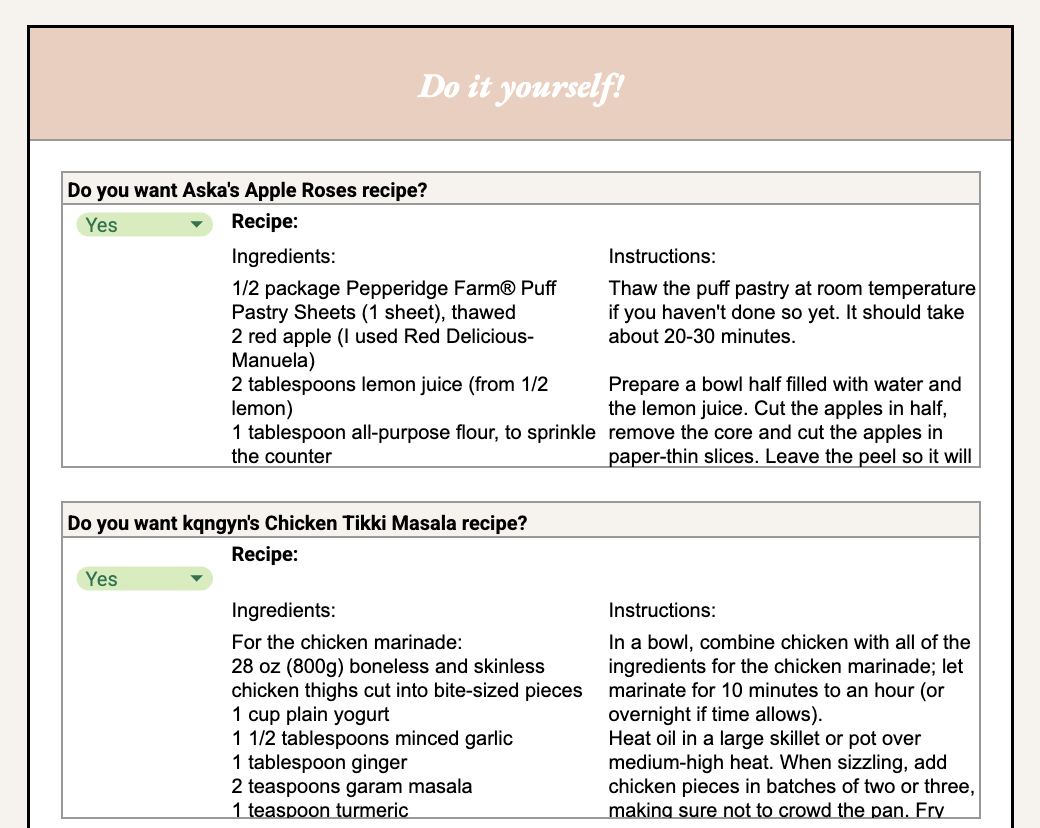 Do it yourself!
Do you want Aska's Apple Roses recipe?
Yes
Recipe:
Ingredients:
1/2 package Pepperidge Farm® Puff
Pastry Sheets (1 sheet), thawed
2 red apple (I used Red Delicious-
Manuela)
2 tablespoons lemon juice (from 1/2
lemon)
1 tablespoon all-purpose flour, to sprinkle
the counter
Instructions:
Thaw the puff pastry at room temperature
if you haven't done so yet. It should take
about 20-30 minutes.
Prepare a bowl half filled with water and
the lemon juice. Cut the apples in half,
remove the core and cut the apples in
paper-thin slices. Leave the peel so it will
Do you want kqngyn's Chicken Tikki Masala recipe?
Yes
Recipe:
Ingredients:
For the chicken marinade:
28 oz (800g) boneless and skinless
chicken thighs cut into bite-sized pieces
1 cup plain yogurt
1 1/2 tablespoons minced garlic
1 tablespoon ginger
2 teaspoons garam masala
1 teaspoon turmeric
Instructions:
In a bowl, combine chicken with all of the
ingredients for the chicken marinade; let
marinate for 10 minutes to an hour (or
overnight if time allows).
Heat oil in a large skillet or pot over
medium-high heat. When sizzling, add
chicken pieces in batches of two or three,
making sure not to crowd the pan. Fry